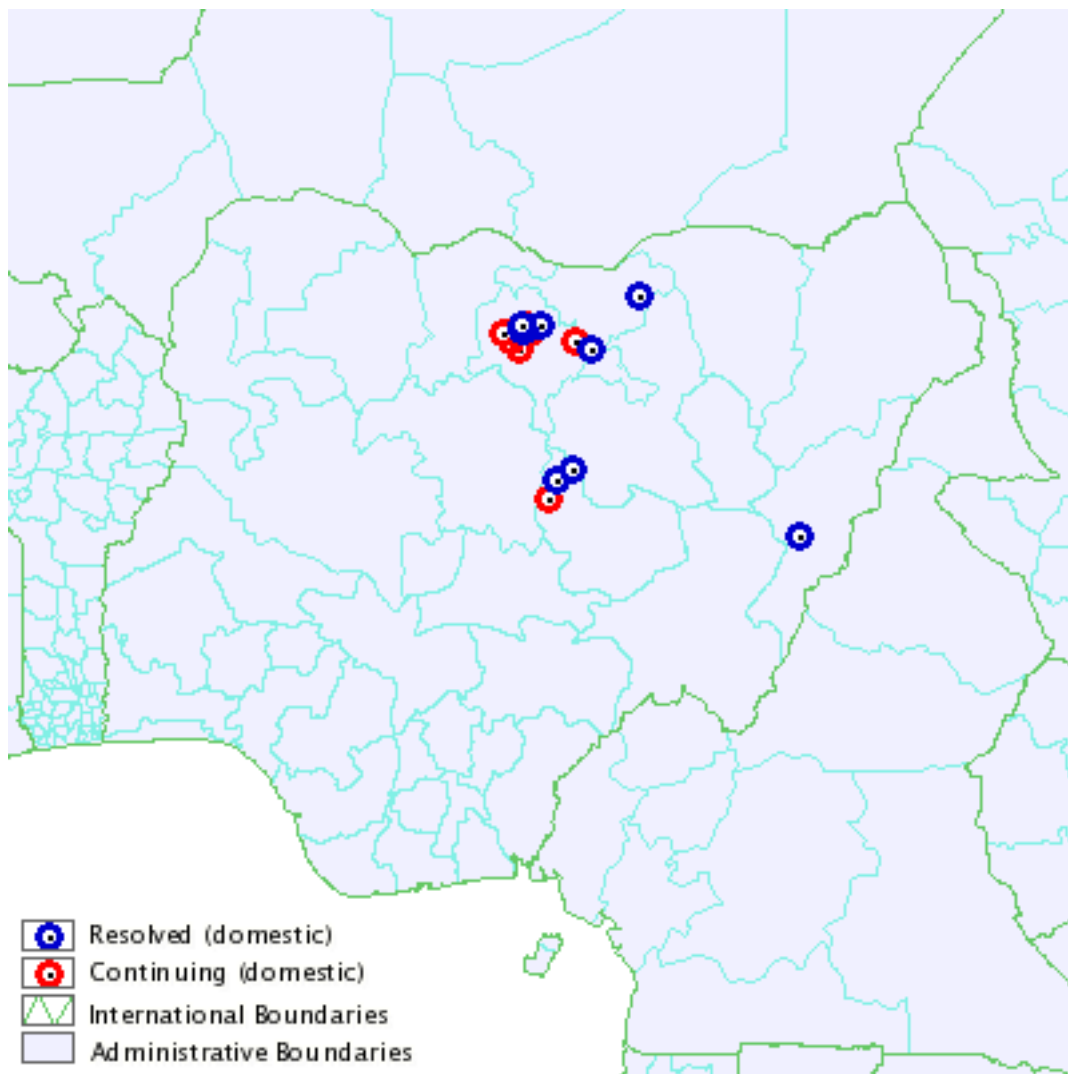 Resolved (domestic)
Continuing (domestic)
International Boundaries
Administrative Boundaries